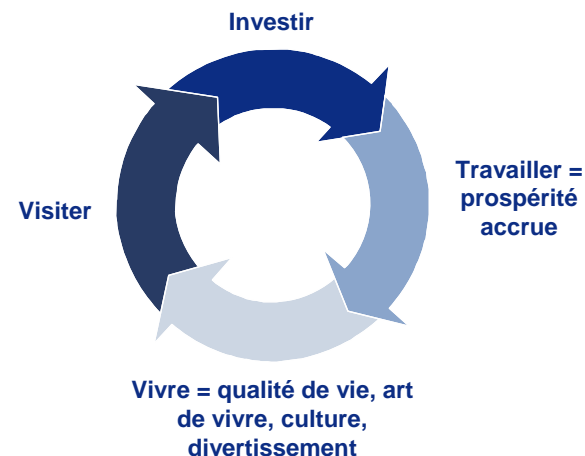 Investir
Travailler =
prospérité
accrue
Visiter
Vivre = qualité de vie, art
de vivre, culture,
divertissement